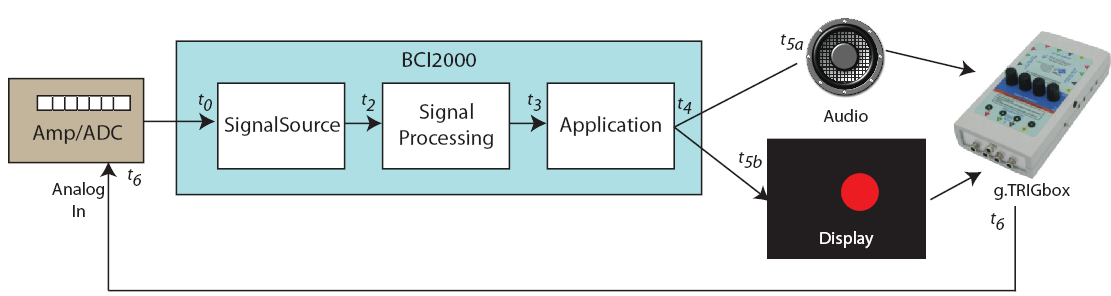 BCI2000
Amp/ADC
t0
SignalSource
t2
Signal
Processing
t3
Application
t4
t5a
Audio
t5b
Display
g.TRIGbox
t6
Analog
In
t6